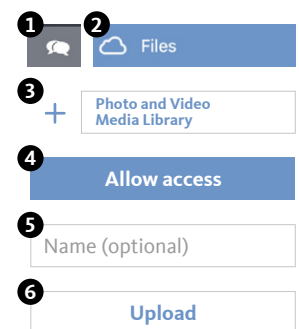 1 2
Files
3
+ Photo and Video
Media Library
4
Allow access
5
Name (optional)
6
Upload